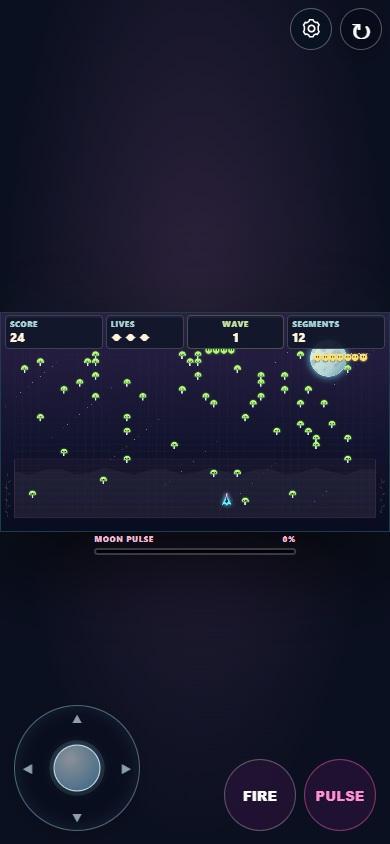 SCORE
24
LIVES
WAVE
1
SEGMENTS
12
MOON PULSE 0%
FIRE
PULSE